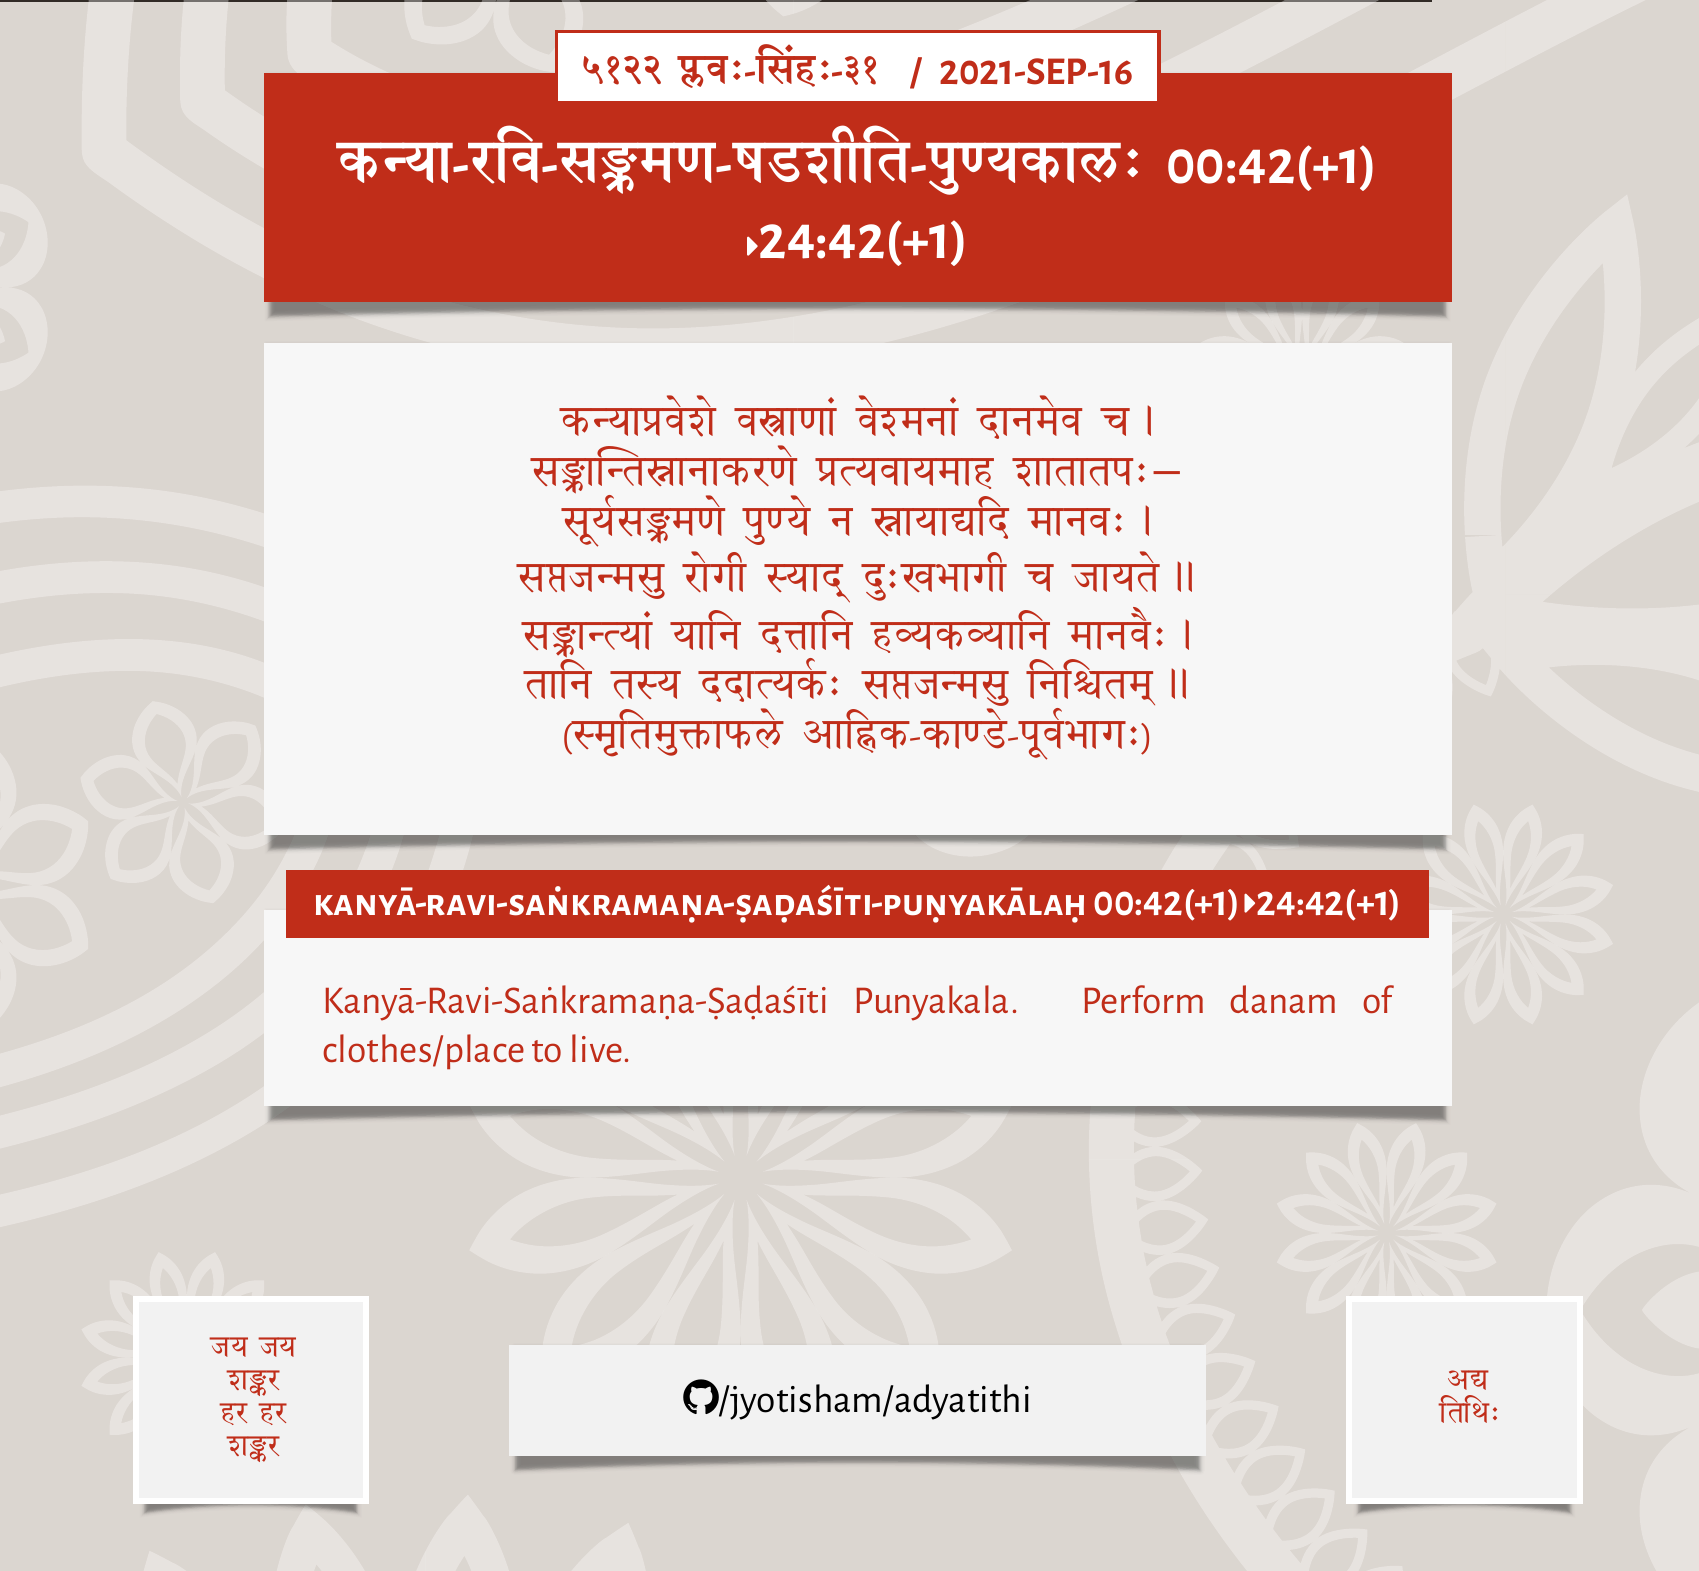 ५१२२ प्लवः-सिंहः-३१ / 2021-SEP-16
कन्या-रवि-सङ्क्रमण-षडशीति-पुण्यकालः 00:42(+1)
▸24:42(+1)
कन्याप्रवेशे वस्त्राणां वेश्मनां दानमेव च।
सङ्क्रान्तिस्नानाकरणे प्रत्यवायमाह शातातपः—
सूर्यसङ्क्रमणे पुण्ये न स्नायाद्यदि मानवः।
सप्तजन्मसु रोगी स्याद् दुःखभागी च जायते॥
सङ्क्रान्त्यां यानि दत्तानि हव्यकव्यानि मानवैः।
तानि तस्य ददात्यर्कः सप्तजन्मसु निश्चितम्॥
(स्मृतिमुक्ताफले आह्निक-काण्डे-पूर्वभागः)
KANYĀ-RAVI-SAṄKRAMAṆA-ṢAḌAŚĪTI-PUṆYAKĀLAḤ 00:42(+1)▸24:42(+1)
Kanyā-Ravi-Saṅkramaṇa-Ṣaḍaśīti Punyakala. Perform danam of
clothes/place to live.
जय जय
शङ्कर
हर हर
शङ्कर
/jyotisham/adyatithi
अद्य
तिथिः